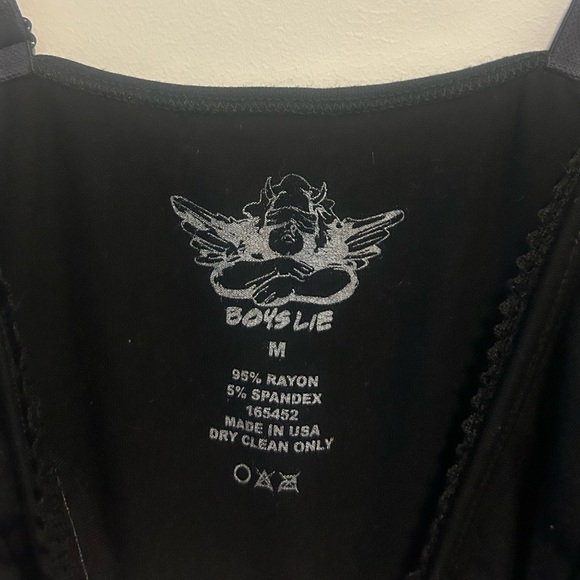 BOYS LIE
M
95% RAYON
5% SPANDEX
165452
MADE IN USA
DRY CLEAN ONLY